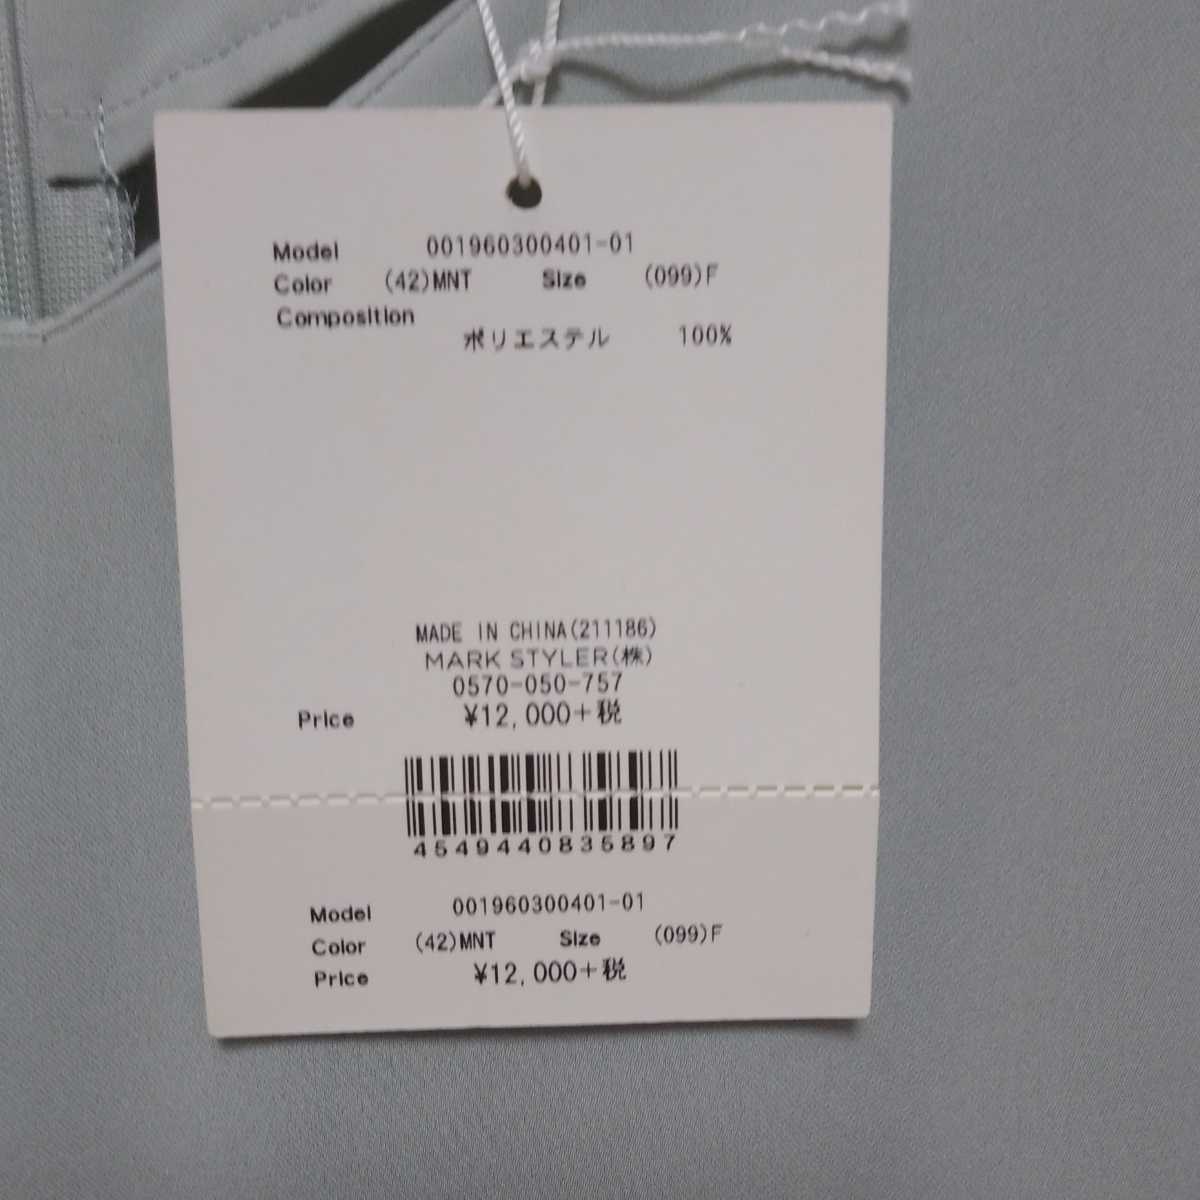 Model 001960300401-01
Color (42)MNT Size (099)F
Composition
ポリエステル 100%
MADE IN CHINA(211186)
MARK STYLER(株)
0570-050-757
Price ¥12,000+税
4549440835897
Model 001960300401-01
Color (42)MNT Size (099)F
Price ¥12,000+税